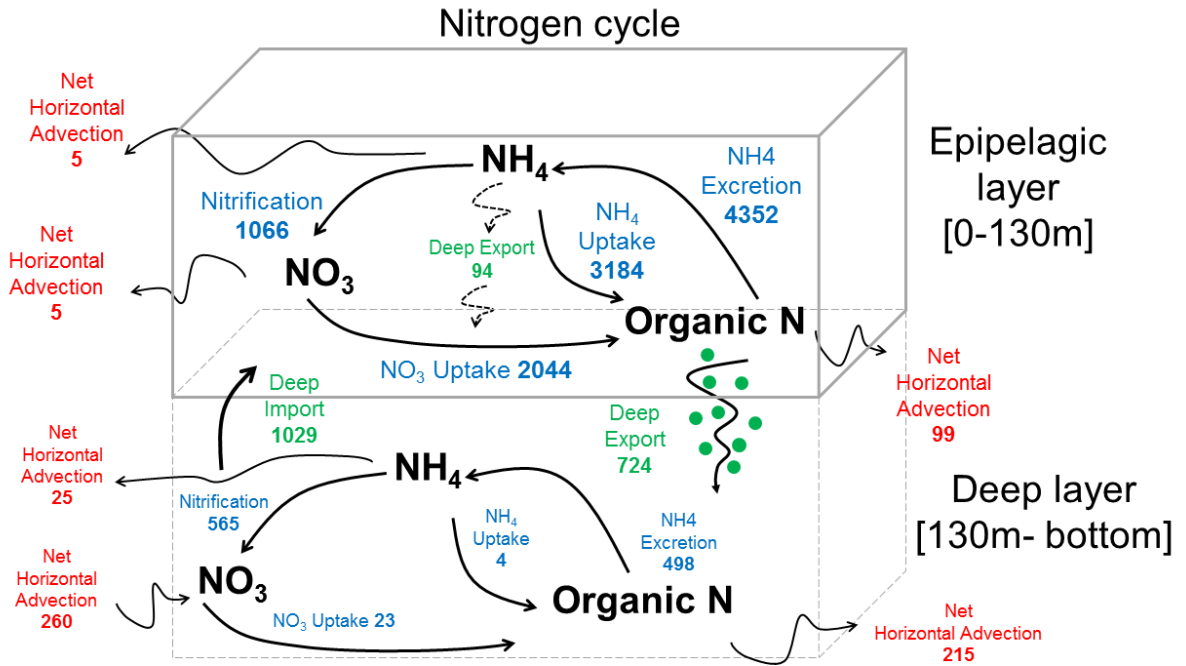 Nitrogen cycle
Net
Horizontal
Advection
5
NH₄
NH4
Excretion
4352
Epipelagic
layer
[0-130m]
Nitrification
1066
NH₄
Uptake
3184
Deep Export
94
Net
Horizontal
Advection
5
NO₃
Organic N
NO₃ Uptake 2044
Net
Horizontal
Advection
99
Deep
Import
1029
Deep
Export
724
Net
Horizontal
Advection
25
NH₄
Nitrification
565
NH₄
Uptake
4
NH4
Excretion
498
Deep layer
[130m- bottom]
Net
Horizontal
Advection
260
NO₃
Organic N
NO₃ Uptake 23
Net
Horizontal Advection
215